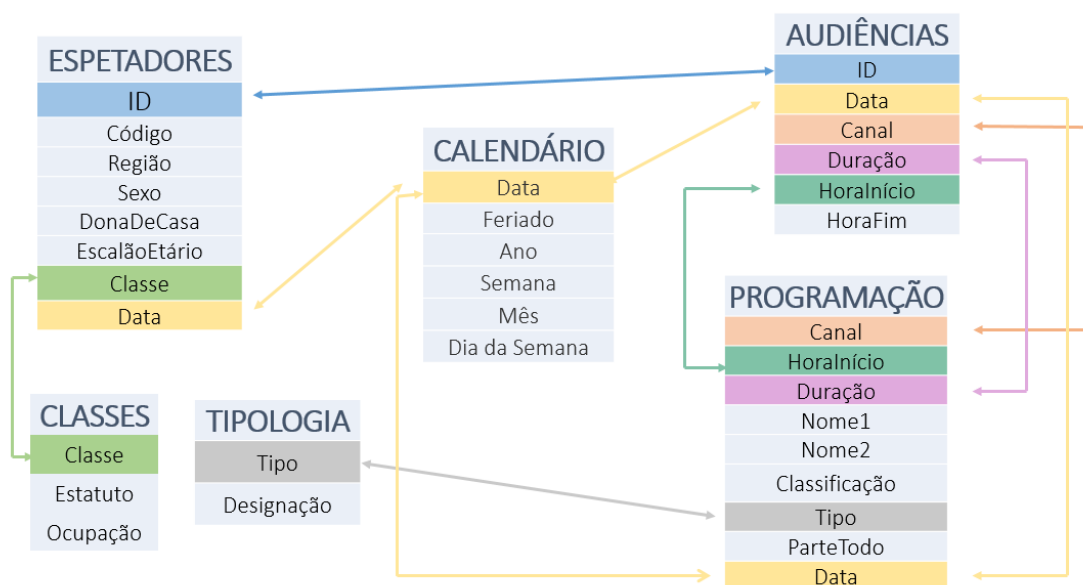 ESPETADORES
ID
Código
Região
Sexo
DonaDeCasa
EscalãoEtário
Classe
Data
CLASSES
Classe
Estatuto
Ocupação
TIPOLOGIA
Tipo
Designação
CALENDÁRIO
Data
Feriado
Ano
Semana
Mês
Dia da Semana
AUDIÊNCIAS
ID
Data
Canal
Duração
HoraInício
HoraFim
PROGRAMAÇÃO
Canal
HoraInício
Duração
Nome1
Nome2
Classificação
Tipo
ParteTodo
Data